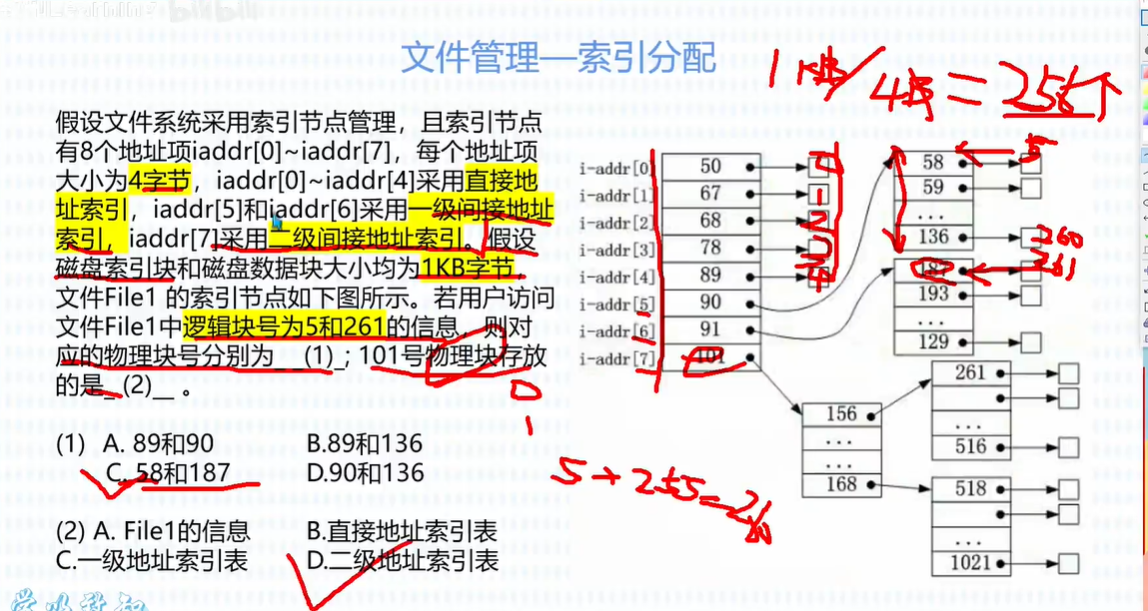 bilibili
文件管理—索引分配
1KB/4B = 256个
假设文件系统采用索引节点管理，且索引节点
有8个地址项iaddr[0]~iaddr[7]，每个地址项
大小为4字节，iaddr[0]~iaddr[4]采用直接地
址索引，iaddr[5]和iaddr[6]采用一级间接地址
索引，iaddr[7]采用二级间接地址索引。假设
磁盘索引块和磁盘数据块大小均为1KB字节，
文件File1 的索引节点如下图所示。若用户访问
文件File1中逻辑块号为5和261的信息，则对
应的物理块号分别为__(1)_；101号物理块存放
的是_(2)__ 。
(1) A. 89和90 B.89和136
C. 58和187 D.90和136
(2) A. File1的信息 B.直接地址索引表
C.一级地址索引表 D.二级地址索引表
i-addr[0] 50
i-addr[1] 67
i-addr[2] 68
i-addr[3] 78
i-addr[4] 89
i-addr[5] 90
i-addr[6] 91
i-addr[7] 101
0
1
2
3
4
58 5
59
...
136 260
187 261
193
...
129
156
...
...
168
261
...
516
518
...
1021
5+255=260
0
1